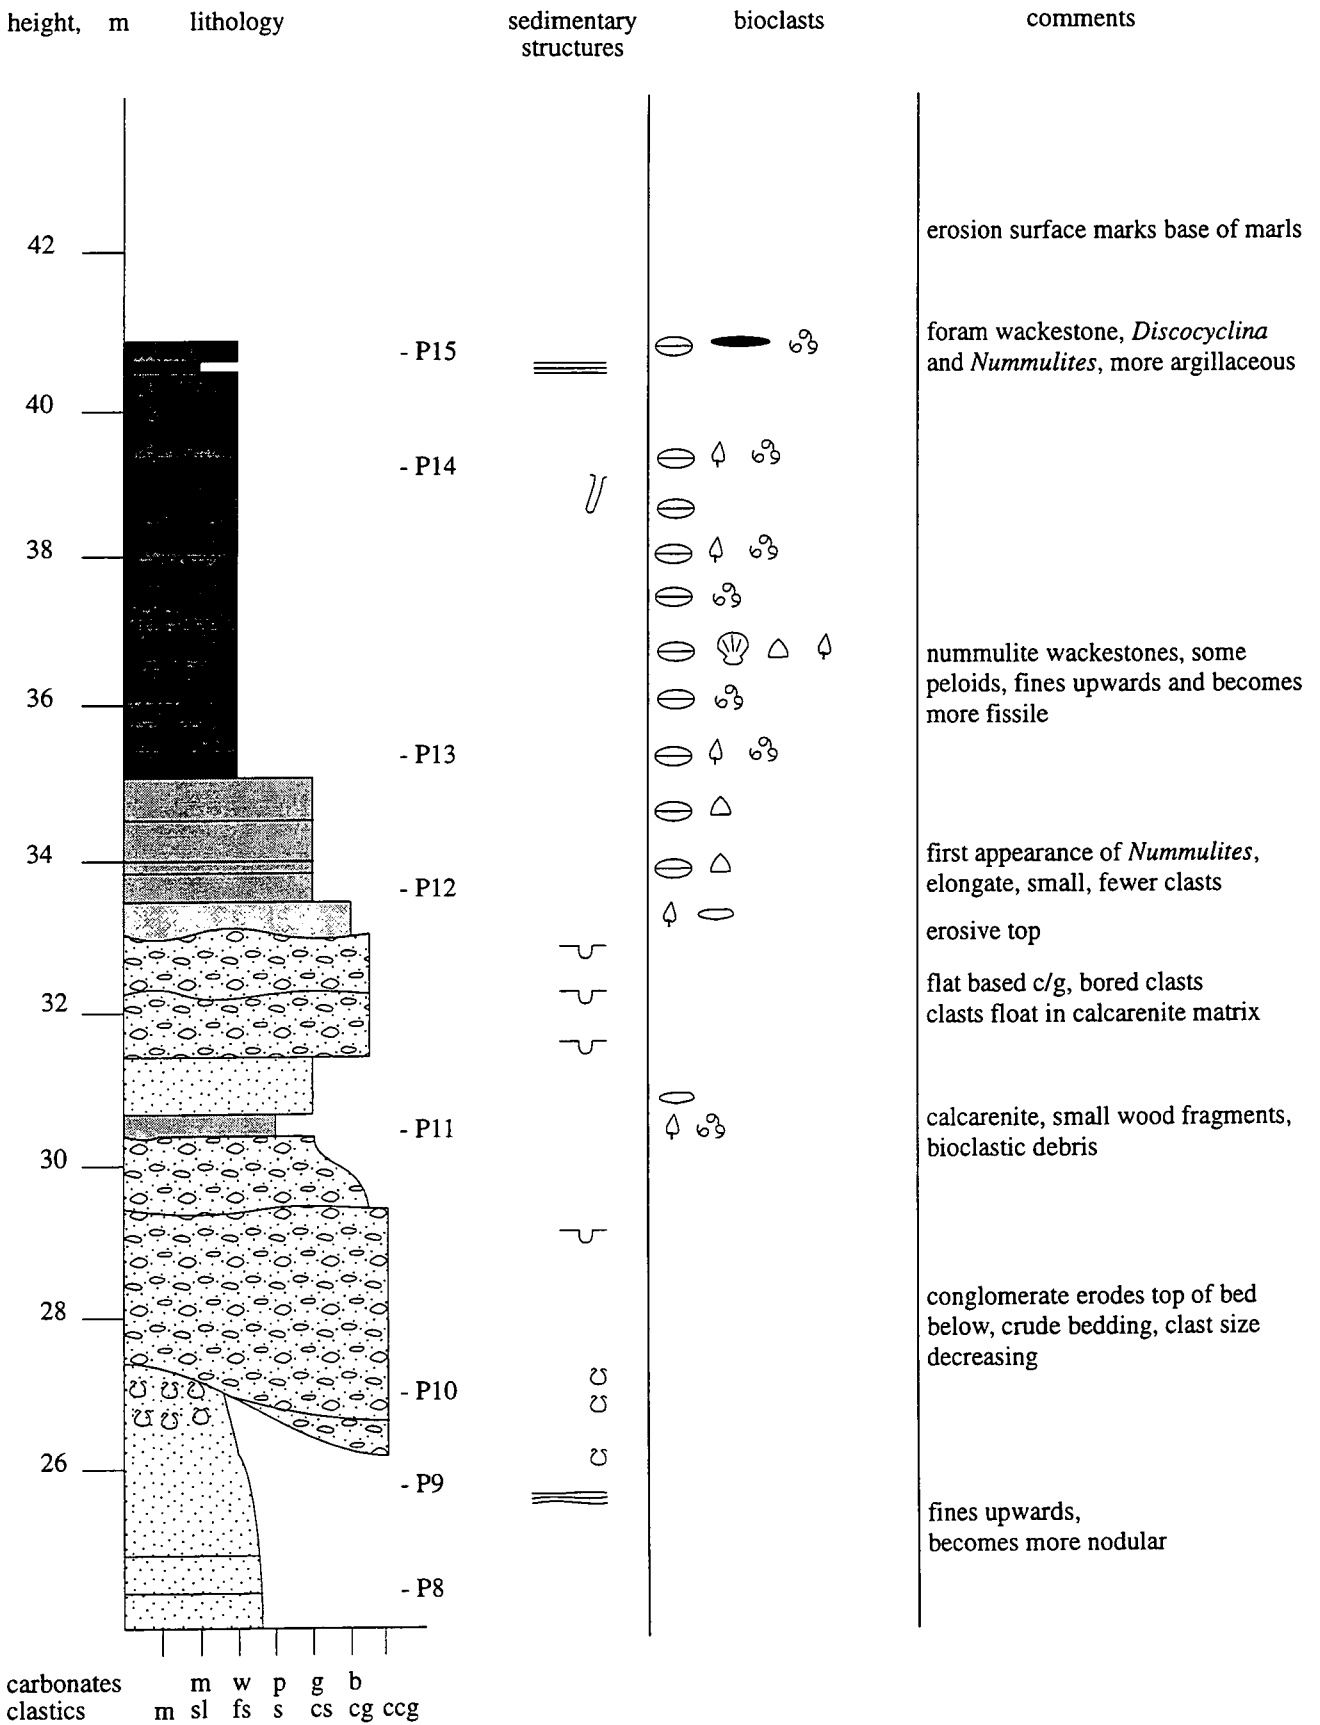 height, m lithology sedimentary structures bioclasts comments
42
erosion surface marks base of marls
- P15
foram wackestone, Discocyclina
and Nummulites, more argillaceous
40
- P14
38
nummulite wackestones, some
peloids, fines upwards and becomes
more fissile
36
- P13
34
first appearance of Nummulites,
elongate, small, fewer clasts
- P12
erosive top
flat based c/g, bored clasts
clasts float in calcarenite matrix
32
calcarenite, small wood fragments,
bioclastic debris
- P11
30
conglomerate erodes top of bed
below, crude bedding, clast size
decreasing
28
- P10
26
- P9
fines upwards,
becomes more nodular
- P8
carbonates m w p g b
clastics m sl fs s cs cg ccg